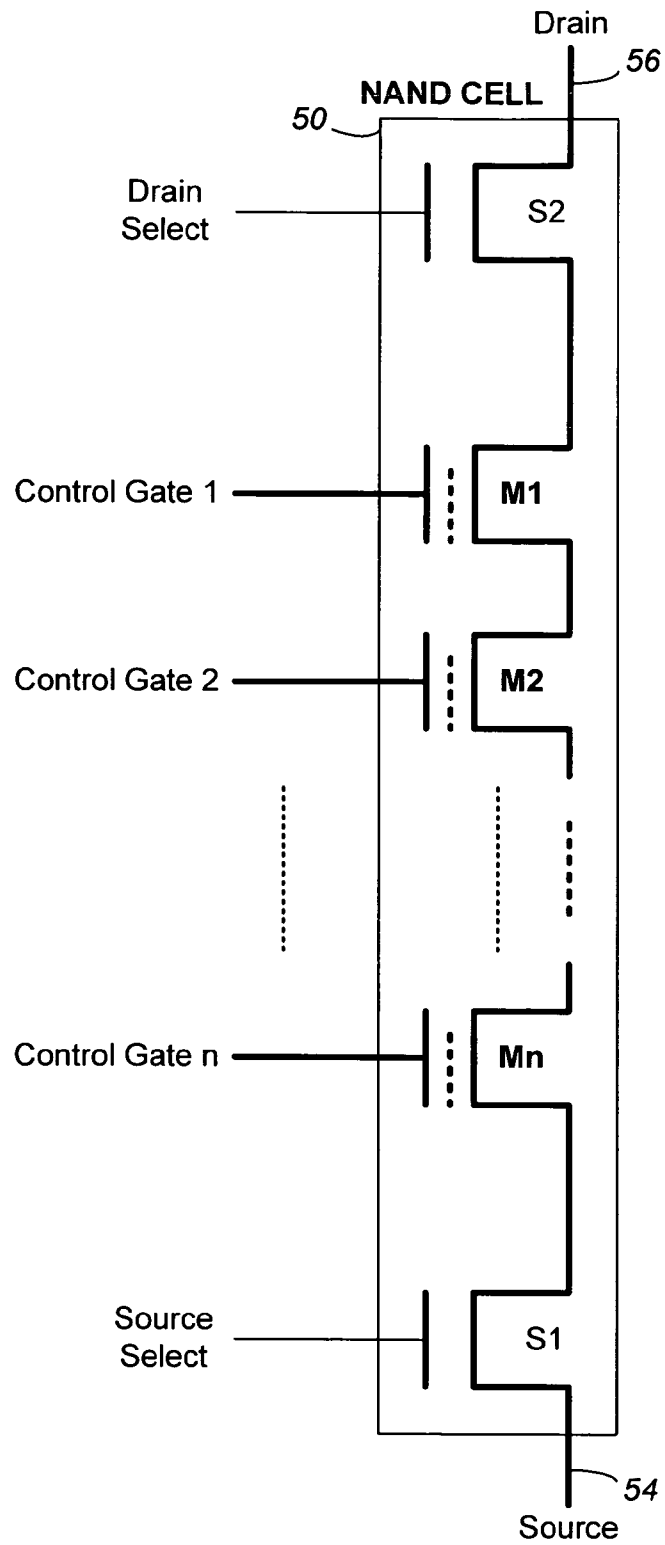 Drain
56
NAND CELL
50
Drain
Select
S2
Control Gate 1
M1
Control Gate 2
M2
Control Gate n
Mn
Source
Select
S1
54
Source